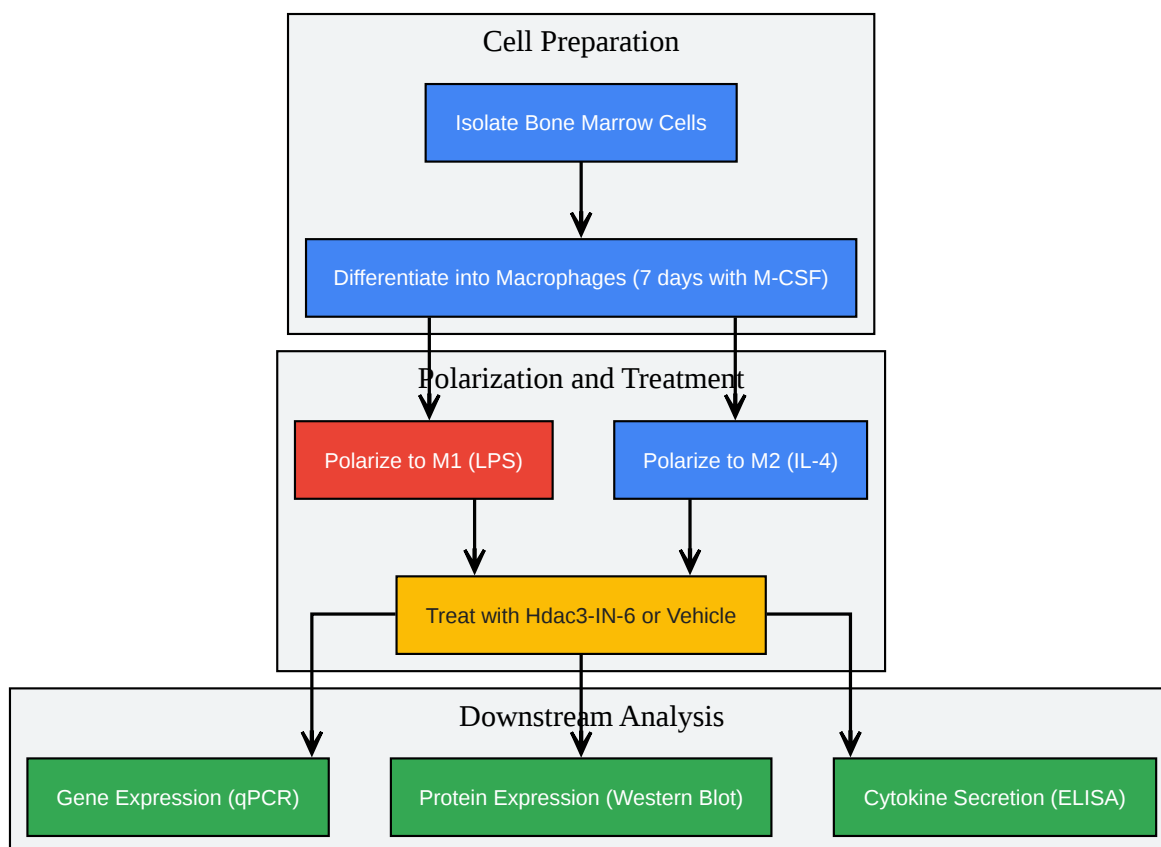 Cell Preparation
Isolate Bone Marrow Cells
Differentiate into Macrophages (7 days with M-CSF)
Polarization and Treatment
Polarize to M1 (LPS)
Polarize to M2 (IL-4)
Treat with Hdac3-IN-6 or Vehicle
Downstream Analysis
Gene Expression (qPCR)
Protein Expression (Western Blot)
Cytokine Secretion (ELISA)